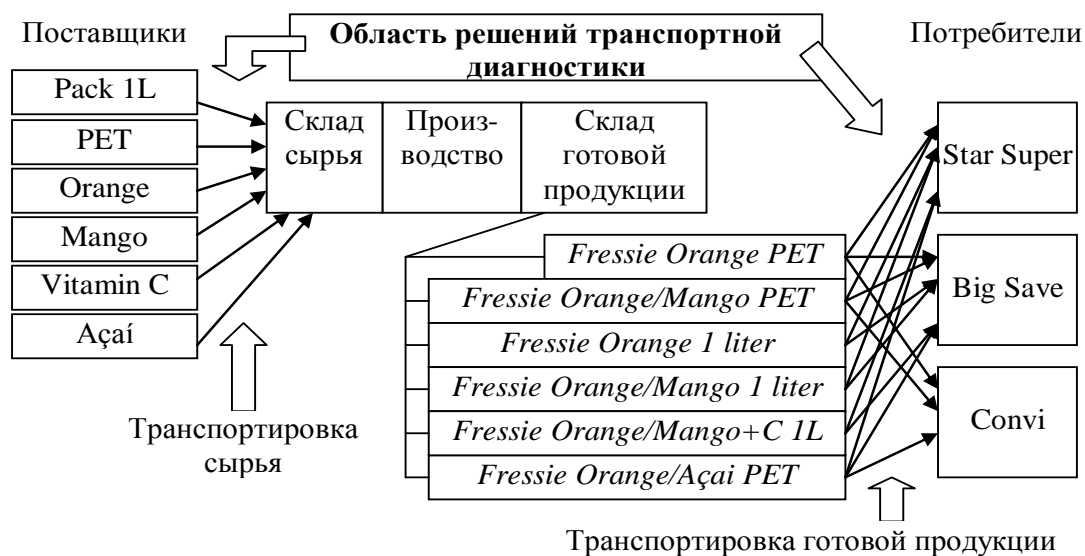 Поставщики
Область решений транспортной
диагностики
Потребители
Pack 1L
PET
Orange
Mango
Vitamin C
Açaí
Склад
сырья
Произ-
водство
Склад
готовой
продукции
Star Super
Big Save
Convi
Fressie Orange PET
Fressie Orange/Mango PET
Fressie Orange 1 liter
Fressie Orange/Mango 1 liter
Fressie Orange/Mango+C 1L
Fressie Orange/Açai PET
Транспортировка
сырья
Транспортировка готовой продукции